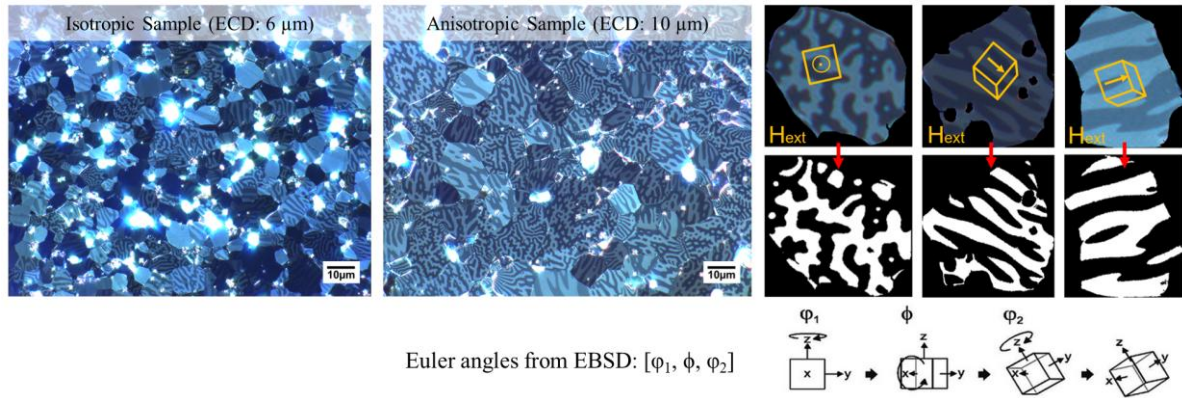 Isotropic Sample (ECD: 6 µm)
Anisotropic Sample (ECD: 10 µm)
10µm
10µm
Hext
Hext
Hext
Euler angles from EBSD: [φ₁, ϕ, φ₂]
φ₁
ϕ
φ₂
z
x
y
z
x
y
z
x
y
z
x
y